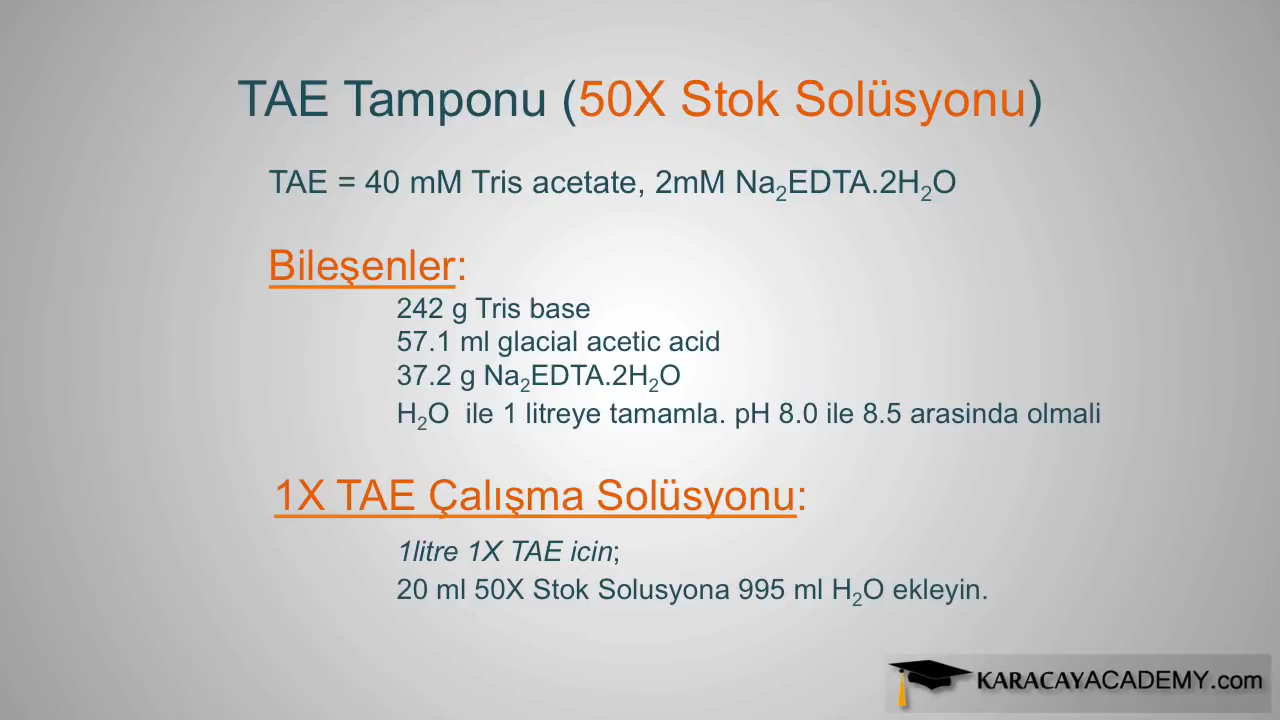 TAE Tamponu (50X Stok Solüsyonu)
TAE = 40 mM Tris acetate, 2mM Na₂EDTA.2H₂O
Bileşenler:
242 g Tris base
57.1 ml glacial acetic acid
37.2 g Na₂EDTA.2H₂O
H₂O ile 1 litreye tamamla. pH 8.0 ile 8.5 arasinda olmali
1X TAE Çalışma Solüsyonu:
1litre 1X TAE icin;
20 ml 50X Stok Solusyona 995 ml H₂O ekleyin.
KARACAYACADEMY.com